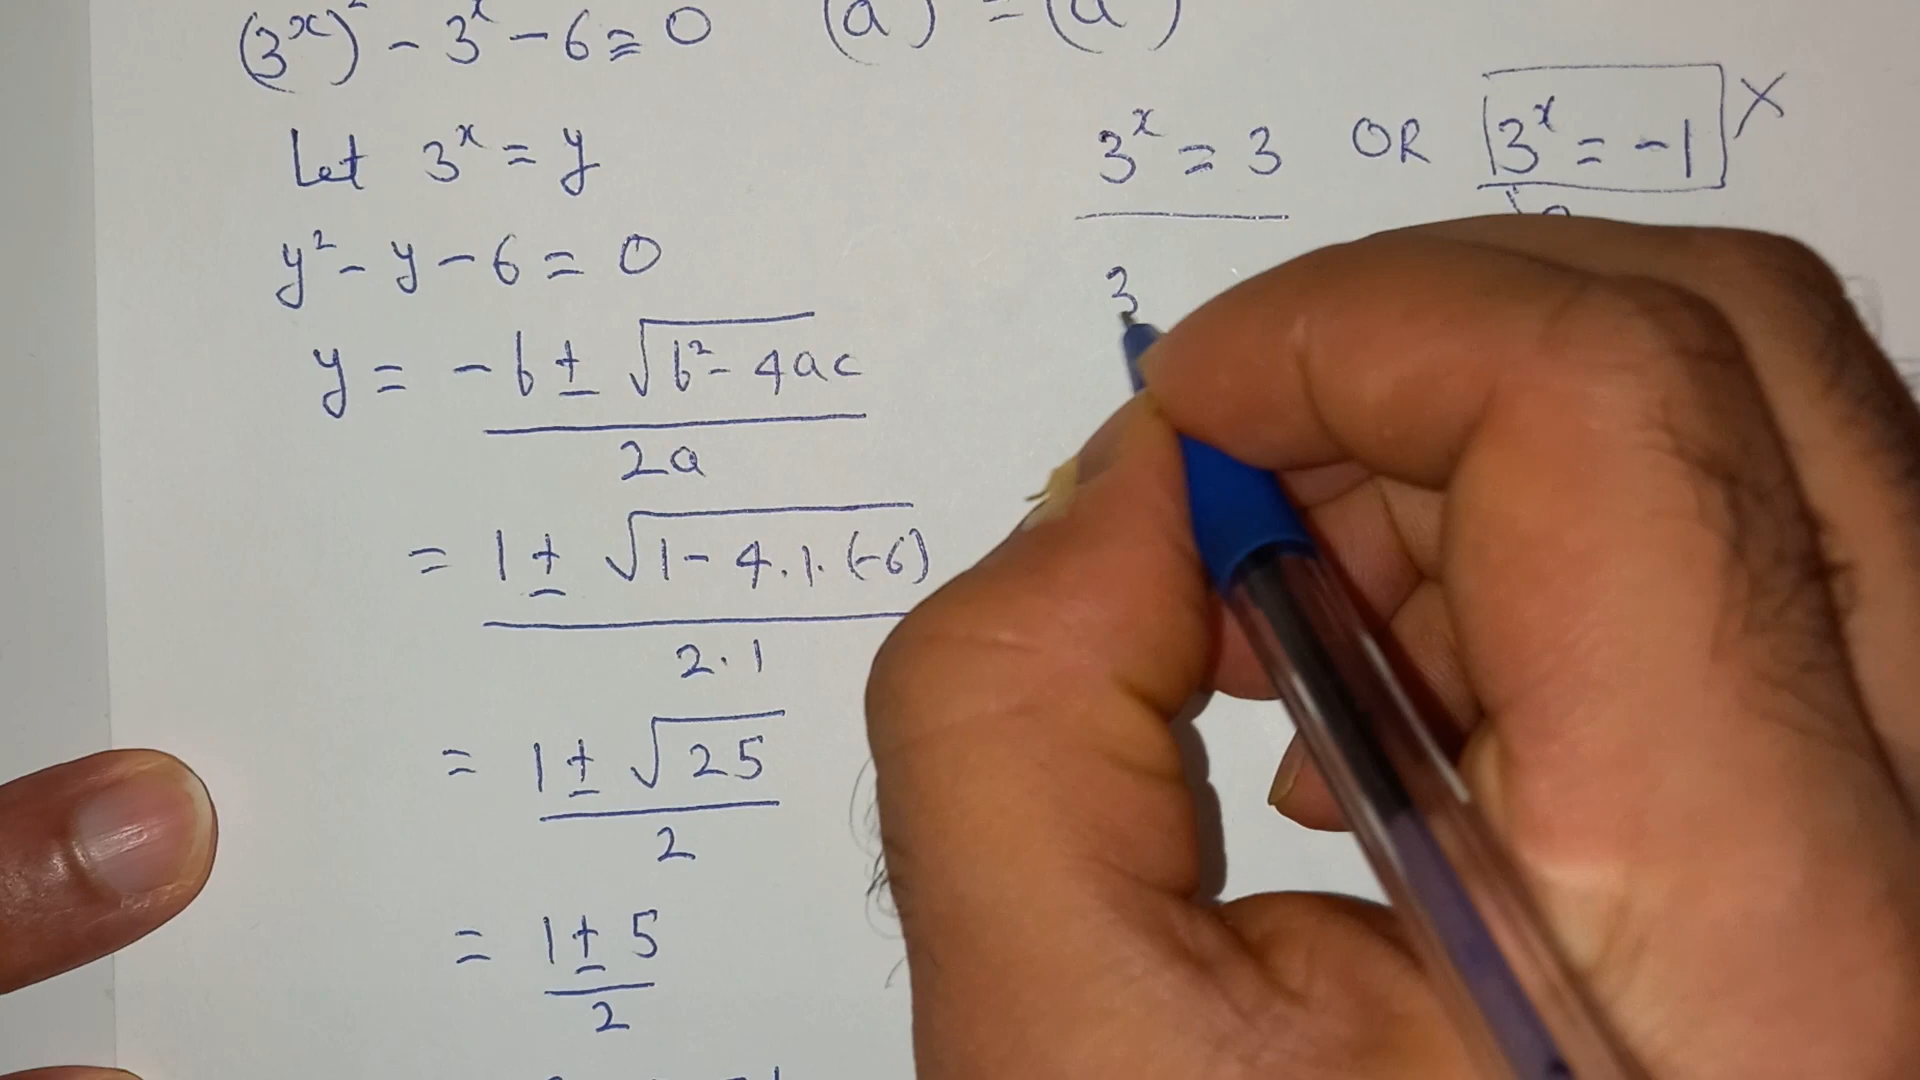 (3^x)^2 - 3^x - 6 = 0
(a ) = (a )
Let 3^x = y
y^2 - y - 6 = 0
y = -b ± √(b^2 - 4ac)
2a
= 1 ± √(1 - 4.1.(-6))
2.1
= 1 ± √25
2
= 1 ± 5
2
3^x = 3 OR 3^x = -1 X
3